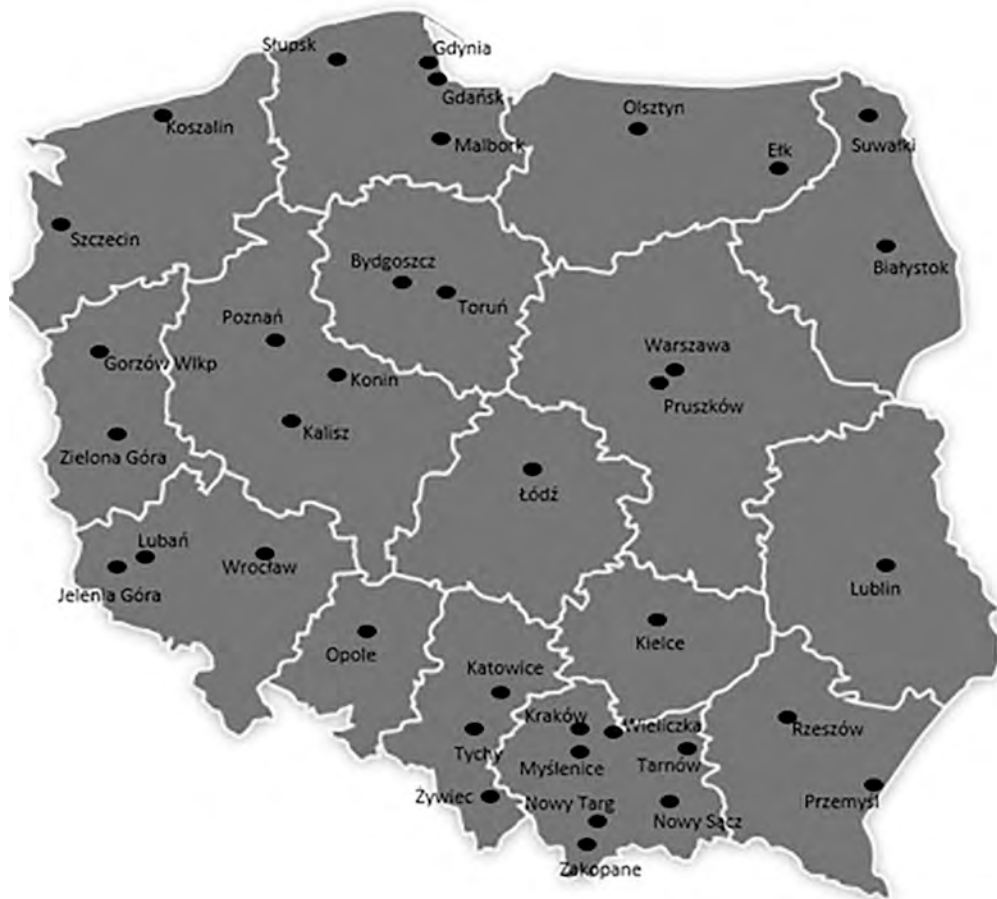 Słupsk
Gdynia
Gdańsk
Koszalin
Olsztyn
Malbork
Suwałki
Ełk
Szczecin
Bydgoszcz
Białystok
Toruń
Poznań
Warszawa
Gorzów Wlkp
Konin
Pruszków
Kalisz
Zielona Góra
Łódź
Lubań
Wrocław
Jelenia Góra
Lublin
Kielce
Opole
Katowice
Kraków
Wieliczka
Rzeszów
Tychy
Myślenice
Tarnów
Żywiec
Nowy Targ
Przemyśl
Nowy Sącz
Zakopane